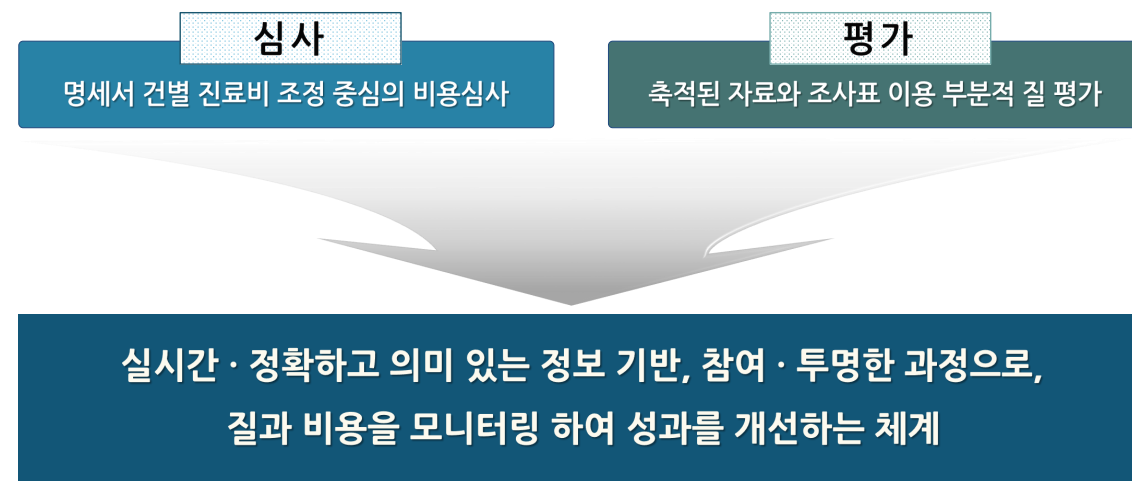 심사
명세서 건별 진료비 조정 중심의 비용심사
평가
축적된 자료와 조사표 이용 부분적 질 평가
실시간 · 정확하고 의미 있는 정보 기반, 참여 · 투명한 과정으로,
질과 비용을 모니터링 하여 성과를 개선하는 체계